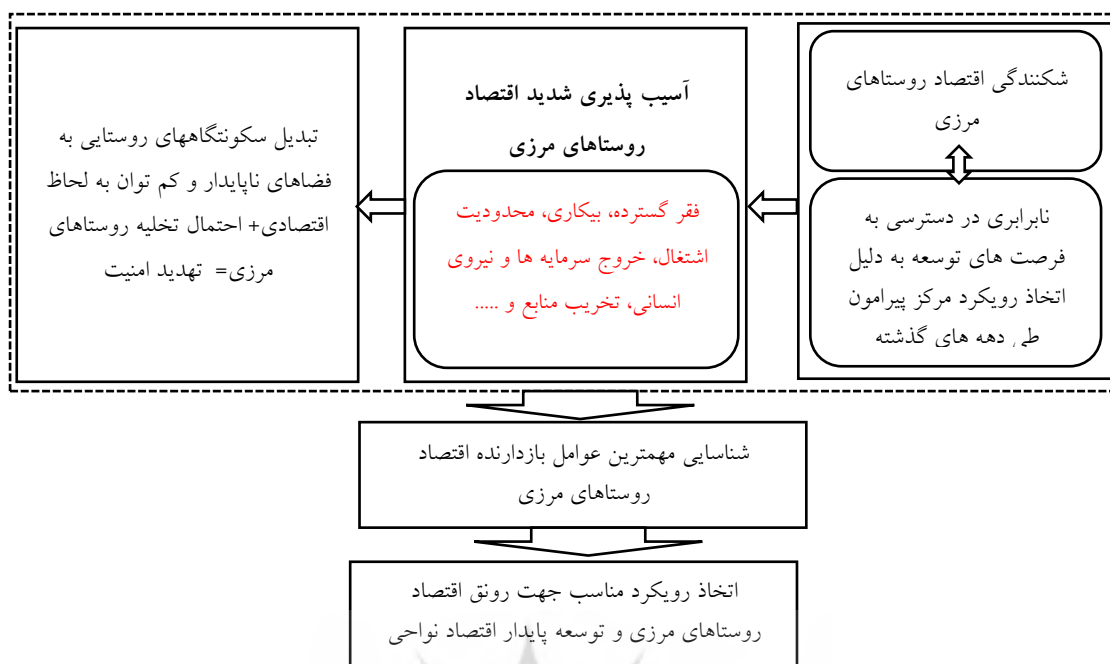 شکنندگی اقتصاد روستاهای
مرزی
نابرابری در دسترسی به
فرصت های توسعه به دلیل
اتخاذ رویکرد مرکز پیرامون
طی دهه های گذشته
آسیب پذیری شدید اقتصاد
روستاهای مرزی
فقر گسترده، بیکاری، محدودیت
اشتغال، خروج سرمایه ها و نیروی
انسانی، تخریب منابع و .....
تبدیل سکونتگاههای روستایی به
فضاهای ناپایدار و کم توان به لحاظ
اقتصادی+ احتمال تخلیه روستاهای
مرزی= تهدید امنیت
شناسایی مهمترین عوامل بازدارنده اقتصاد
روستاهای مرزی
اتخاذ رویکرد مناسب جهت رونق اقتصاد
روستاهای مرزی و توسعه پایدار اقتصاد نواحی